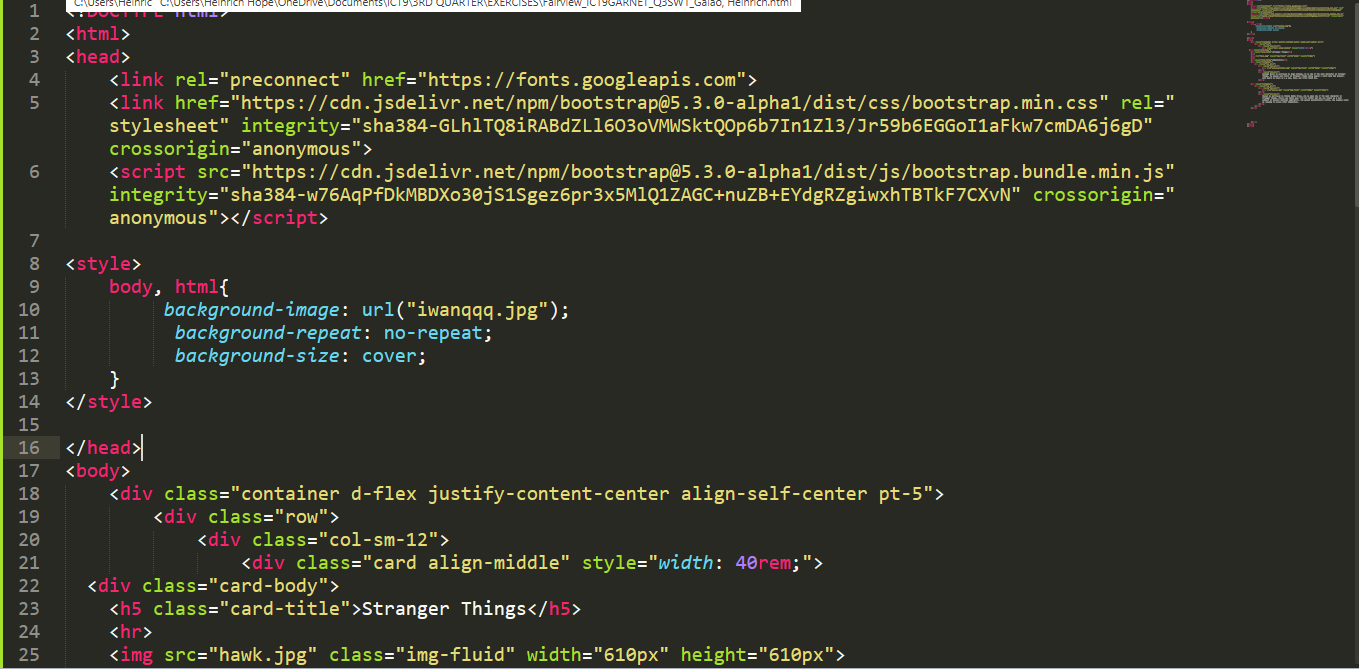 C:\Users\Heinric C:\Users\Heinrich Hope\OneDrive\Documents\ICT9\3RD QUARTER\EXERCISES\Fairview_ICT9GARNET_Q3SW1_Galao, Heinrich.html
1 <!DOCTYPE html>
2 <html>
3 <head>
4 <link rel="preconnect" href="https://fonts.googleapis.com">
5 <link href="https://cdn.jsdelivr.net/npm/bootstrap@5.3.0-alpha1/dist/css/bootstrap.min.css" rel="
stylesheet" integrity="sha384-GLhlTQ8iRABdZLl6O3oVMWSktQOp6b7In1Zl3/Jr59b6EGGoI1aFkw7cmDA6j6gD"
crossorigin="anonymous">
6 <script src="https://cdn.jsdelivr.net/npm/bootstrap@5.3.0-alpha1/dist/js/bootstrap.bundle.min.js"
integrity="sha384-w76AqPfDkMBDXo30jS1Sgez6pr3x5MlQ1ZAGC+nuZB+EYdgRZgiwxhTBTkF7CXvN" crossorigin="
anonymous"></script>
7
8 <style>
9 body, html{
10 background-image: url("iwanqqq.jpg");
11 background-repeat: no-repeat;
12 background-size: cover;
13 }
14 </style>
15
16 </head>
17 <body>
18 <div class="container d-flex justify-content-center align-self-center pt-5">
19 <div class="row">
20 <div class="col-sm-12">
21 <div class="card align-middle" style="width: 40rem;">
22 <div class="card-body">
23 <h5 class="card-title">Stranger Things</h5>
24 <hr>
25 <img src="hawk.jpg" class="img-fluid" width="610px" height="610px">